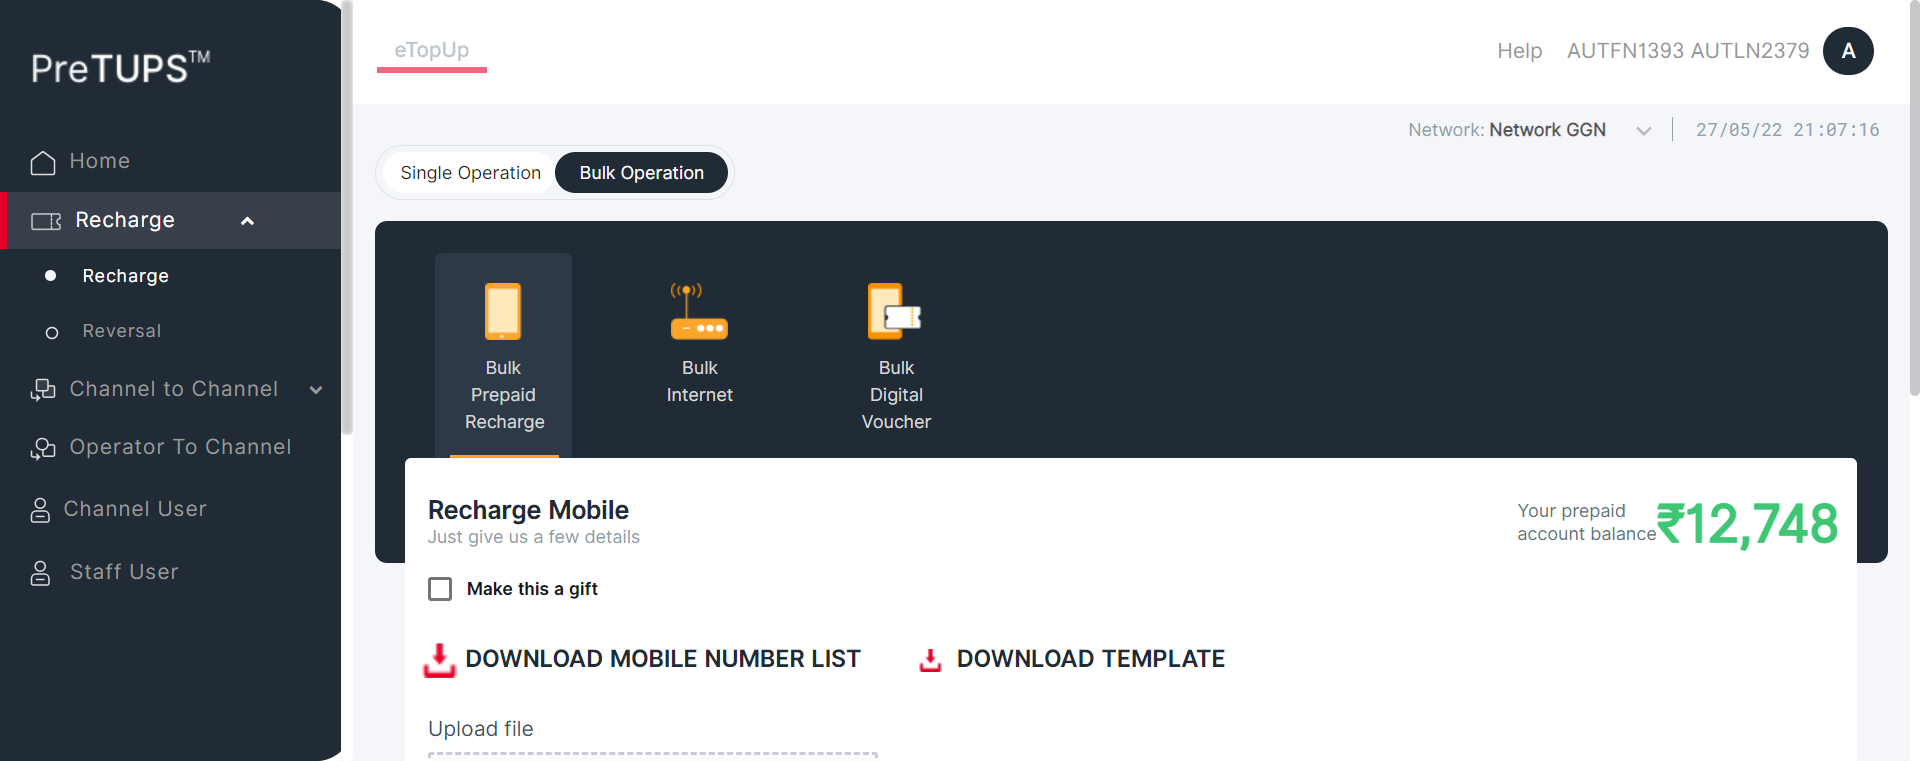 PreTUPS™
Home
Recharge
Recharge
Reversal
Channel to Channel
Operator To Channel
Channel User
Staff User
eTopUp
Help AUTFN1393 AUTLN2379 A
Network: Network GGN 27/05/22 21:07:16
Single Operation Bulk Operation
Bulk
Prepaid
Recharge
Bulk
Internet
Bulk
Digital
Voucher
Recharge Mobile
Just give us a few details
Your prepaid
account balance ₹12,748
Make this a gift
DOWNLOAD MOBILE NUMBER LIST DOWNLOAD TEMPLATE
Upload file